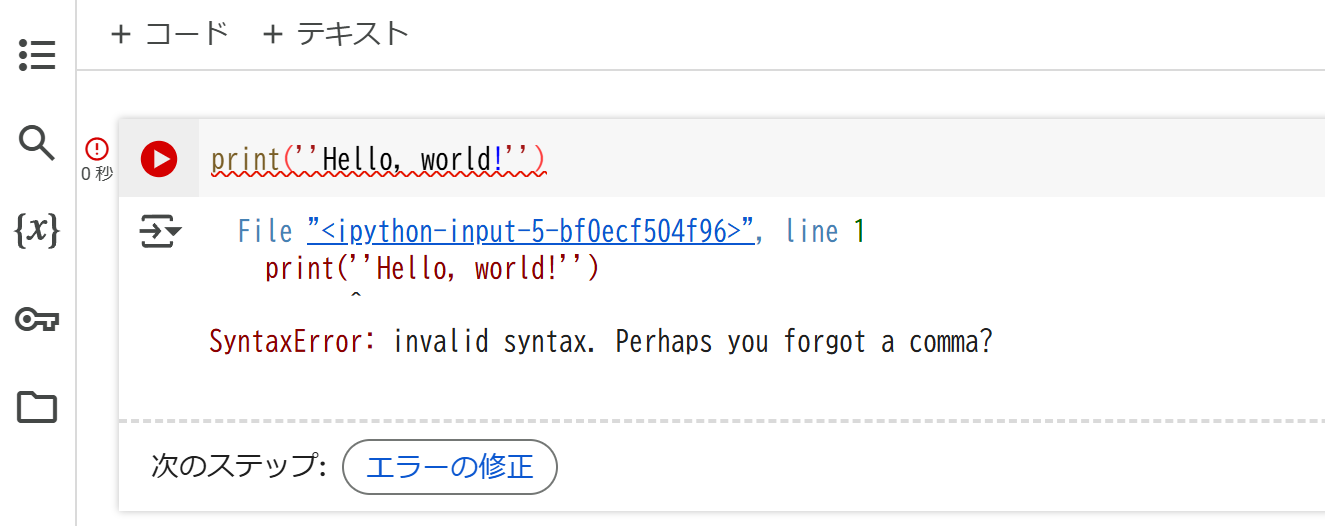 + コード + テキスト
{x}
0 秒
print(''Hello, world!'')
File "<ipython-input-5-bf0ecf504f96>", line 1
print(''Hello, world!'')
^
SyntaxError: invalid syntax. Perhaps you forgot a comma?
次のステップ: エラーの修正